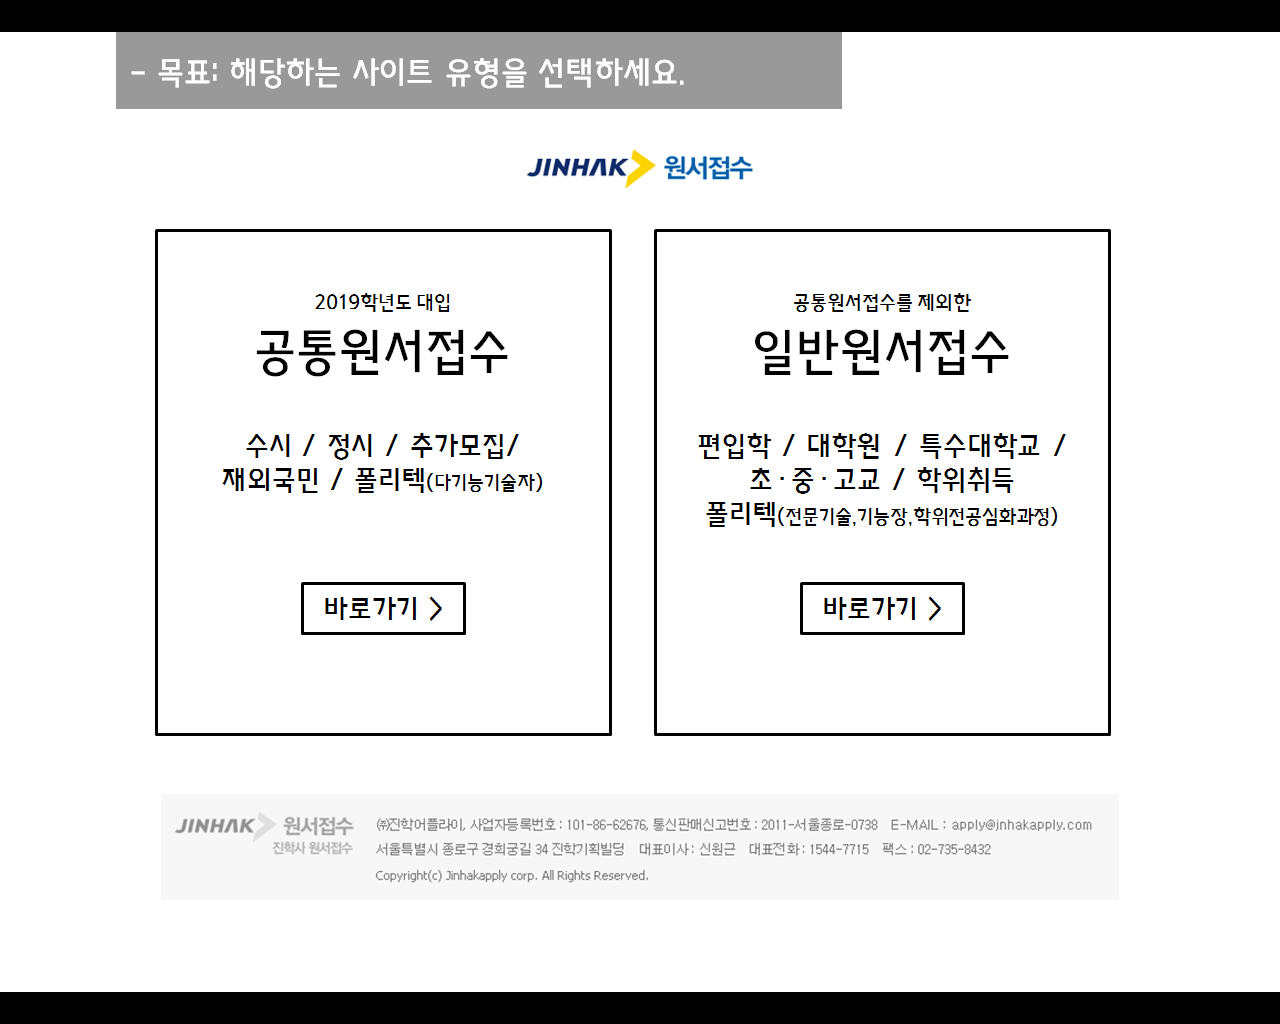 - 목표: 해당하는 사이트 유형을 선택하세요.
JINHAK 원서접수
2019학년도 대입
공통원서접수
수시 / 정시 / 추가모집/
재외국민 / 폴리텍(다기능기술자)
바로가기 >
공통원서접수를 제외한
일반원서접수
편입학 / 대학원 / 특수대학교 /
초·중·고교 / 학위취득
폴리텍(전문기술,기능장,학위전공심화과정)
바로가기 >
JINHAK 원서접수
진학사 원서접수
㈜진학어플라이, 사업자등록번호 : 101-86-62676, 통신판매신고번호 : 2011-서울종로-0738 E-MAIL : apply@jinhakapply.com
서울특별시 종로구 경희궁길 34 진학기획빌딩 대표이사 : 신원근 대표전화 : 1544-7715 팩스 : 02-735-8432
Copyright(c) Jinhakapply corp. All Rights Reserved.